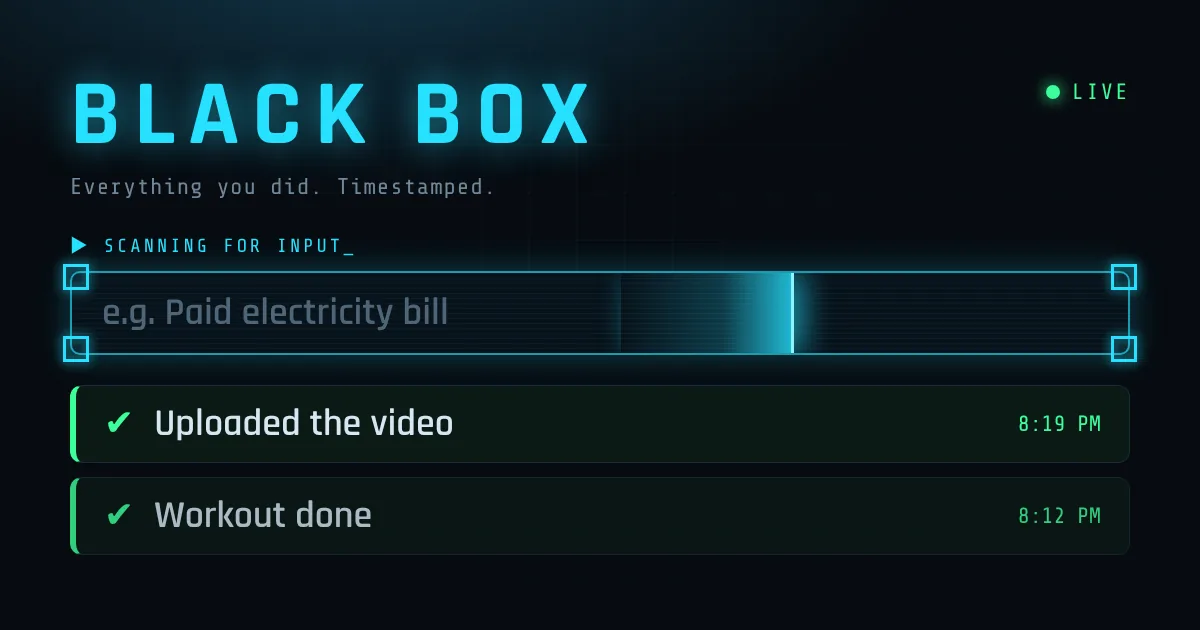 BLACK BOX
LIVE
Everything you did. Timestamped.
▶ SCANNING FOR INPUT_
e.g. Paid electricity bill
✔ Uploaded the video 8:19 PM
✔ Workout done 8:12 PM